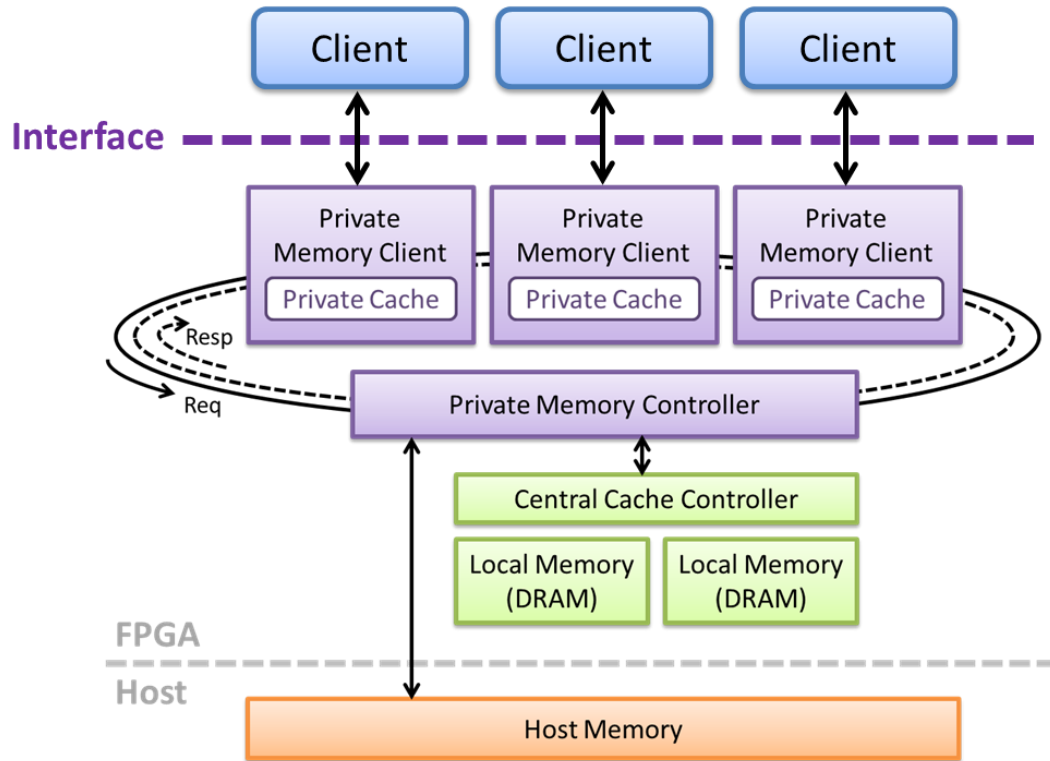 Client
Client
Client
Interface
Private
Memory Client
Private Cache
Private
Memory Client
Private Cache
Private
Memory Client
Private Cache
Resp
Req
Private Memory Controller
Central Cache Controller
Local Memory
(DRAM)
Local Memory
(DRAM)
FPGA
Host
Host Memory